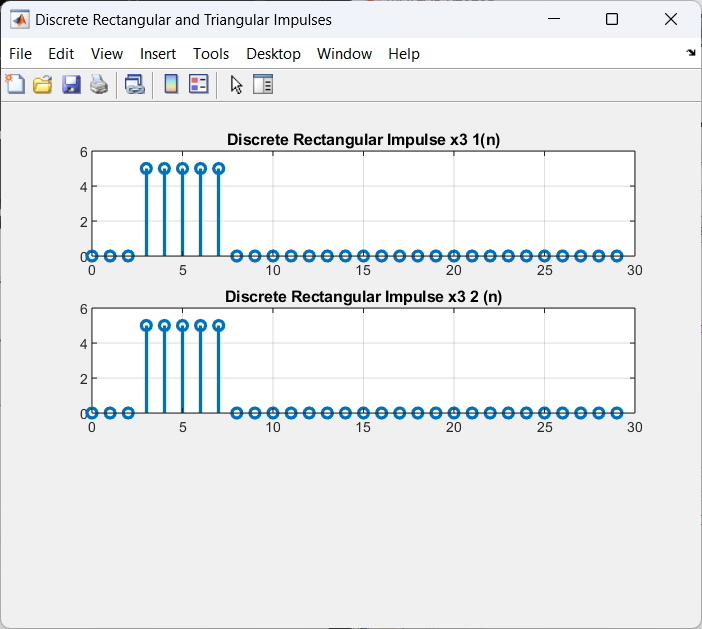 Discrete Rectangular and Triangular Impulses
File Edit View Insert Tools Desktop Window Help
Discrete Rectangular Impulse x3 1(n)
6
4
2
0
0 5 10 15 20 25 30
Discrete Rectangular Impulse x3 2 (n)
6
4
2
0
0 5 10 15 20 25 30